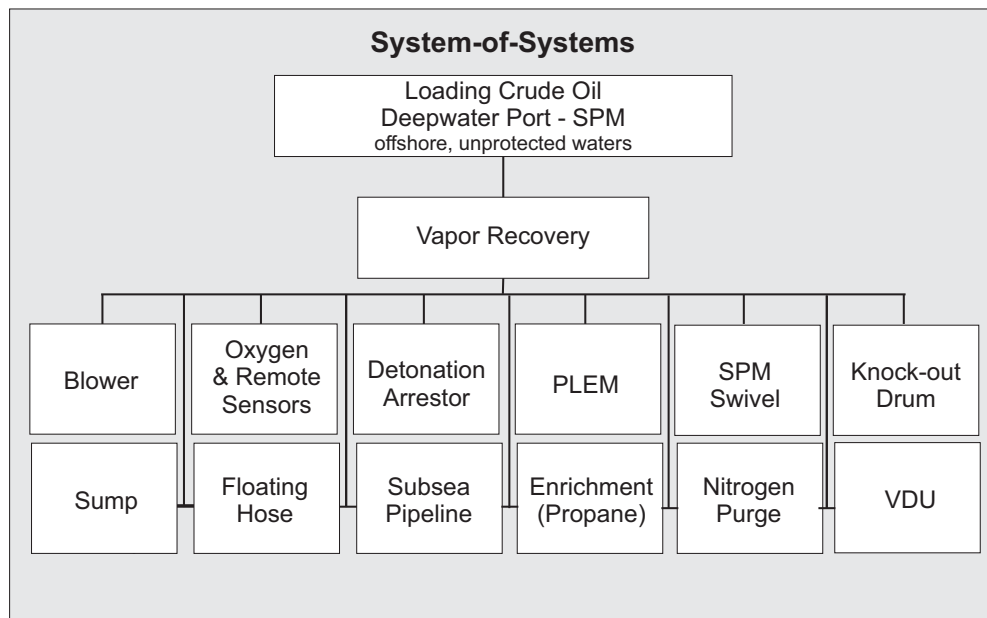 System-of-Systems
Loading Crude Oil
Deepwater Port - SPM
offshore, unprotected waters
Vapor Recovery
Blower
Oxygen
& Remote
Sensors
Detonation
Arrestor
PLEM
SPM
Swivel
Knock-out
Drum
Sump
Floating
Hose
Subsea
Pipeline
Enrichment
(Propane)
Nitrogen
Purge
VDU